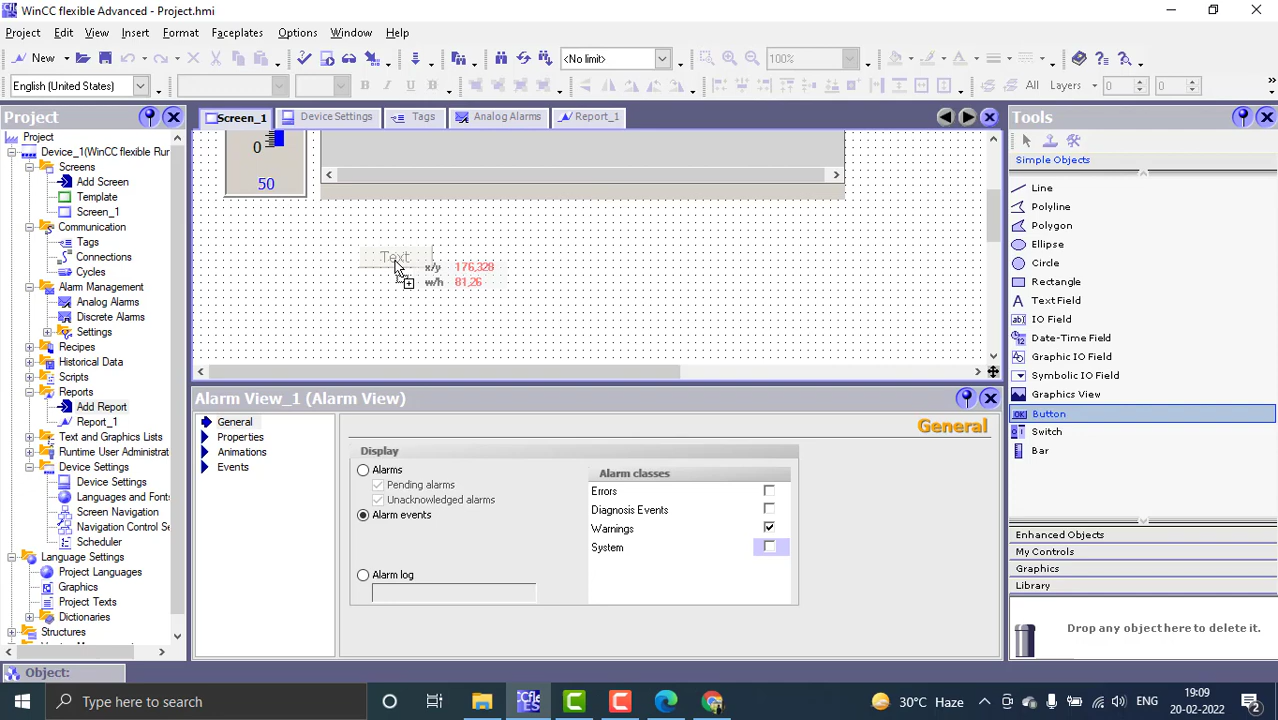 WinCC flexible Advanced - Project.hmi
Project Edit View Insert Format Faceplates Options Window Help
New <No limit> 100%
English (United States) B I U B All Layers 0 0
Project
Project
Device_1(WinCC flexible Run
Screens
Add Screen
Template
Screen_1
Communication
Tags
Connections
Cycles
Alarm Management
Analog Alarms
Discrete Alarms
Settings
Recipes
Historical Data
Scripts
Reports
Add Report
Report_1
Text and Graphics Lists
Runtime User Administrat
Device Settings
Device Settings
Languages and Fonts
Screen Navigation
Navigation Control Se
Scheduler
Language Settings
Project Languages
Graphics
Project Texts
Dictionaries
Structures
Object:
Screen_1 Device Settings Tags Analog Alarms Report_1
0
50
Text
x/y 176,328
w/h 81,26
Alarm View_1 (Alarm View)
General
Properties
Animations
Events
General
Display
Alarms
Pending alarms
Unacknowledged alarms
Alarm events
Alarm log
Alarm classes
Errors
Diagnosis Events
Warnings
System
Tools
Simple Objects
Line
Polyline
Polygon
Ellipse
Circle
Rectangle
Text Field
IO Field
Date-Time Field
Graphic IO Field
Symbolic IO Field
Graphics View
OK Button
Switch
Bar
Enhanced Objects
My Controls
Graphics
Library
Drop any object here to delete it.
Type here to search
30°C Haze
ENG
19:09
20-02-2022
2